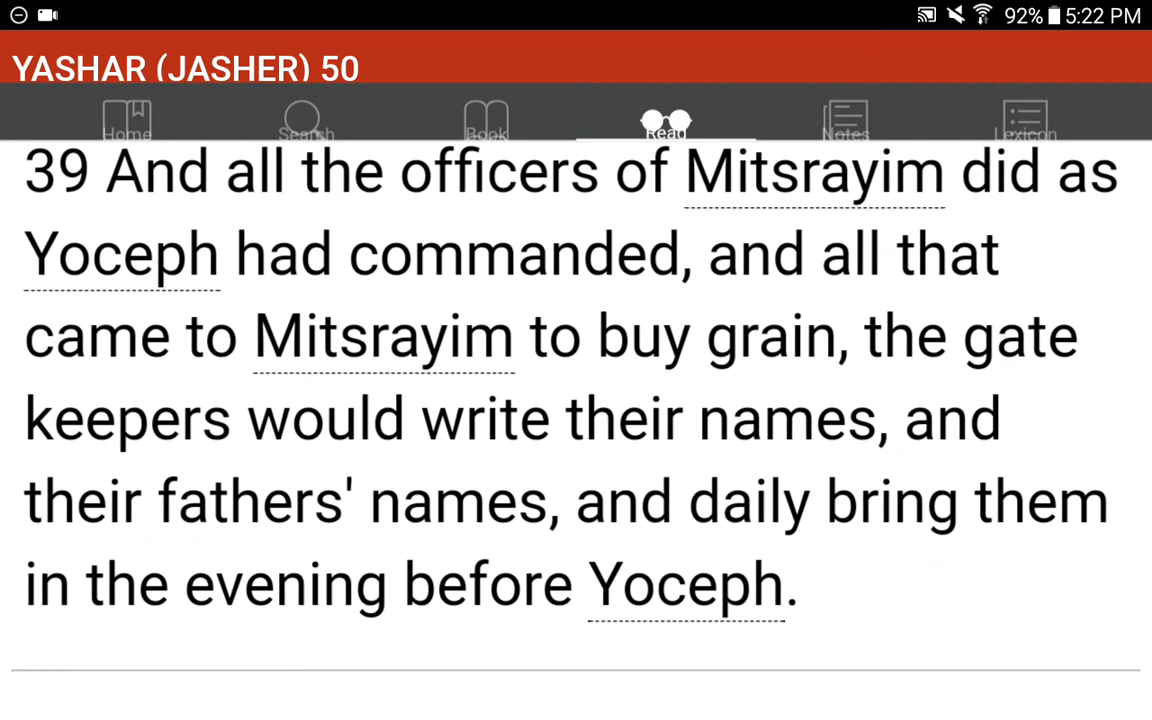 92% 5:22 PM
YASHAR (JASHER) 50
Home Search Book Read Notes Lexicon
39 And all the officers of Mitsrayim did as
Yoceph had commanded, and all that
came to Mitsrayim to buy grain, the gate
keepers would write their names, and
their fathers' names, and daily bring them
in the evening before Yoceph.